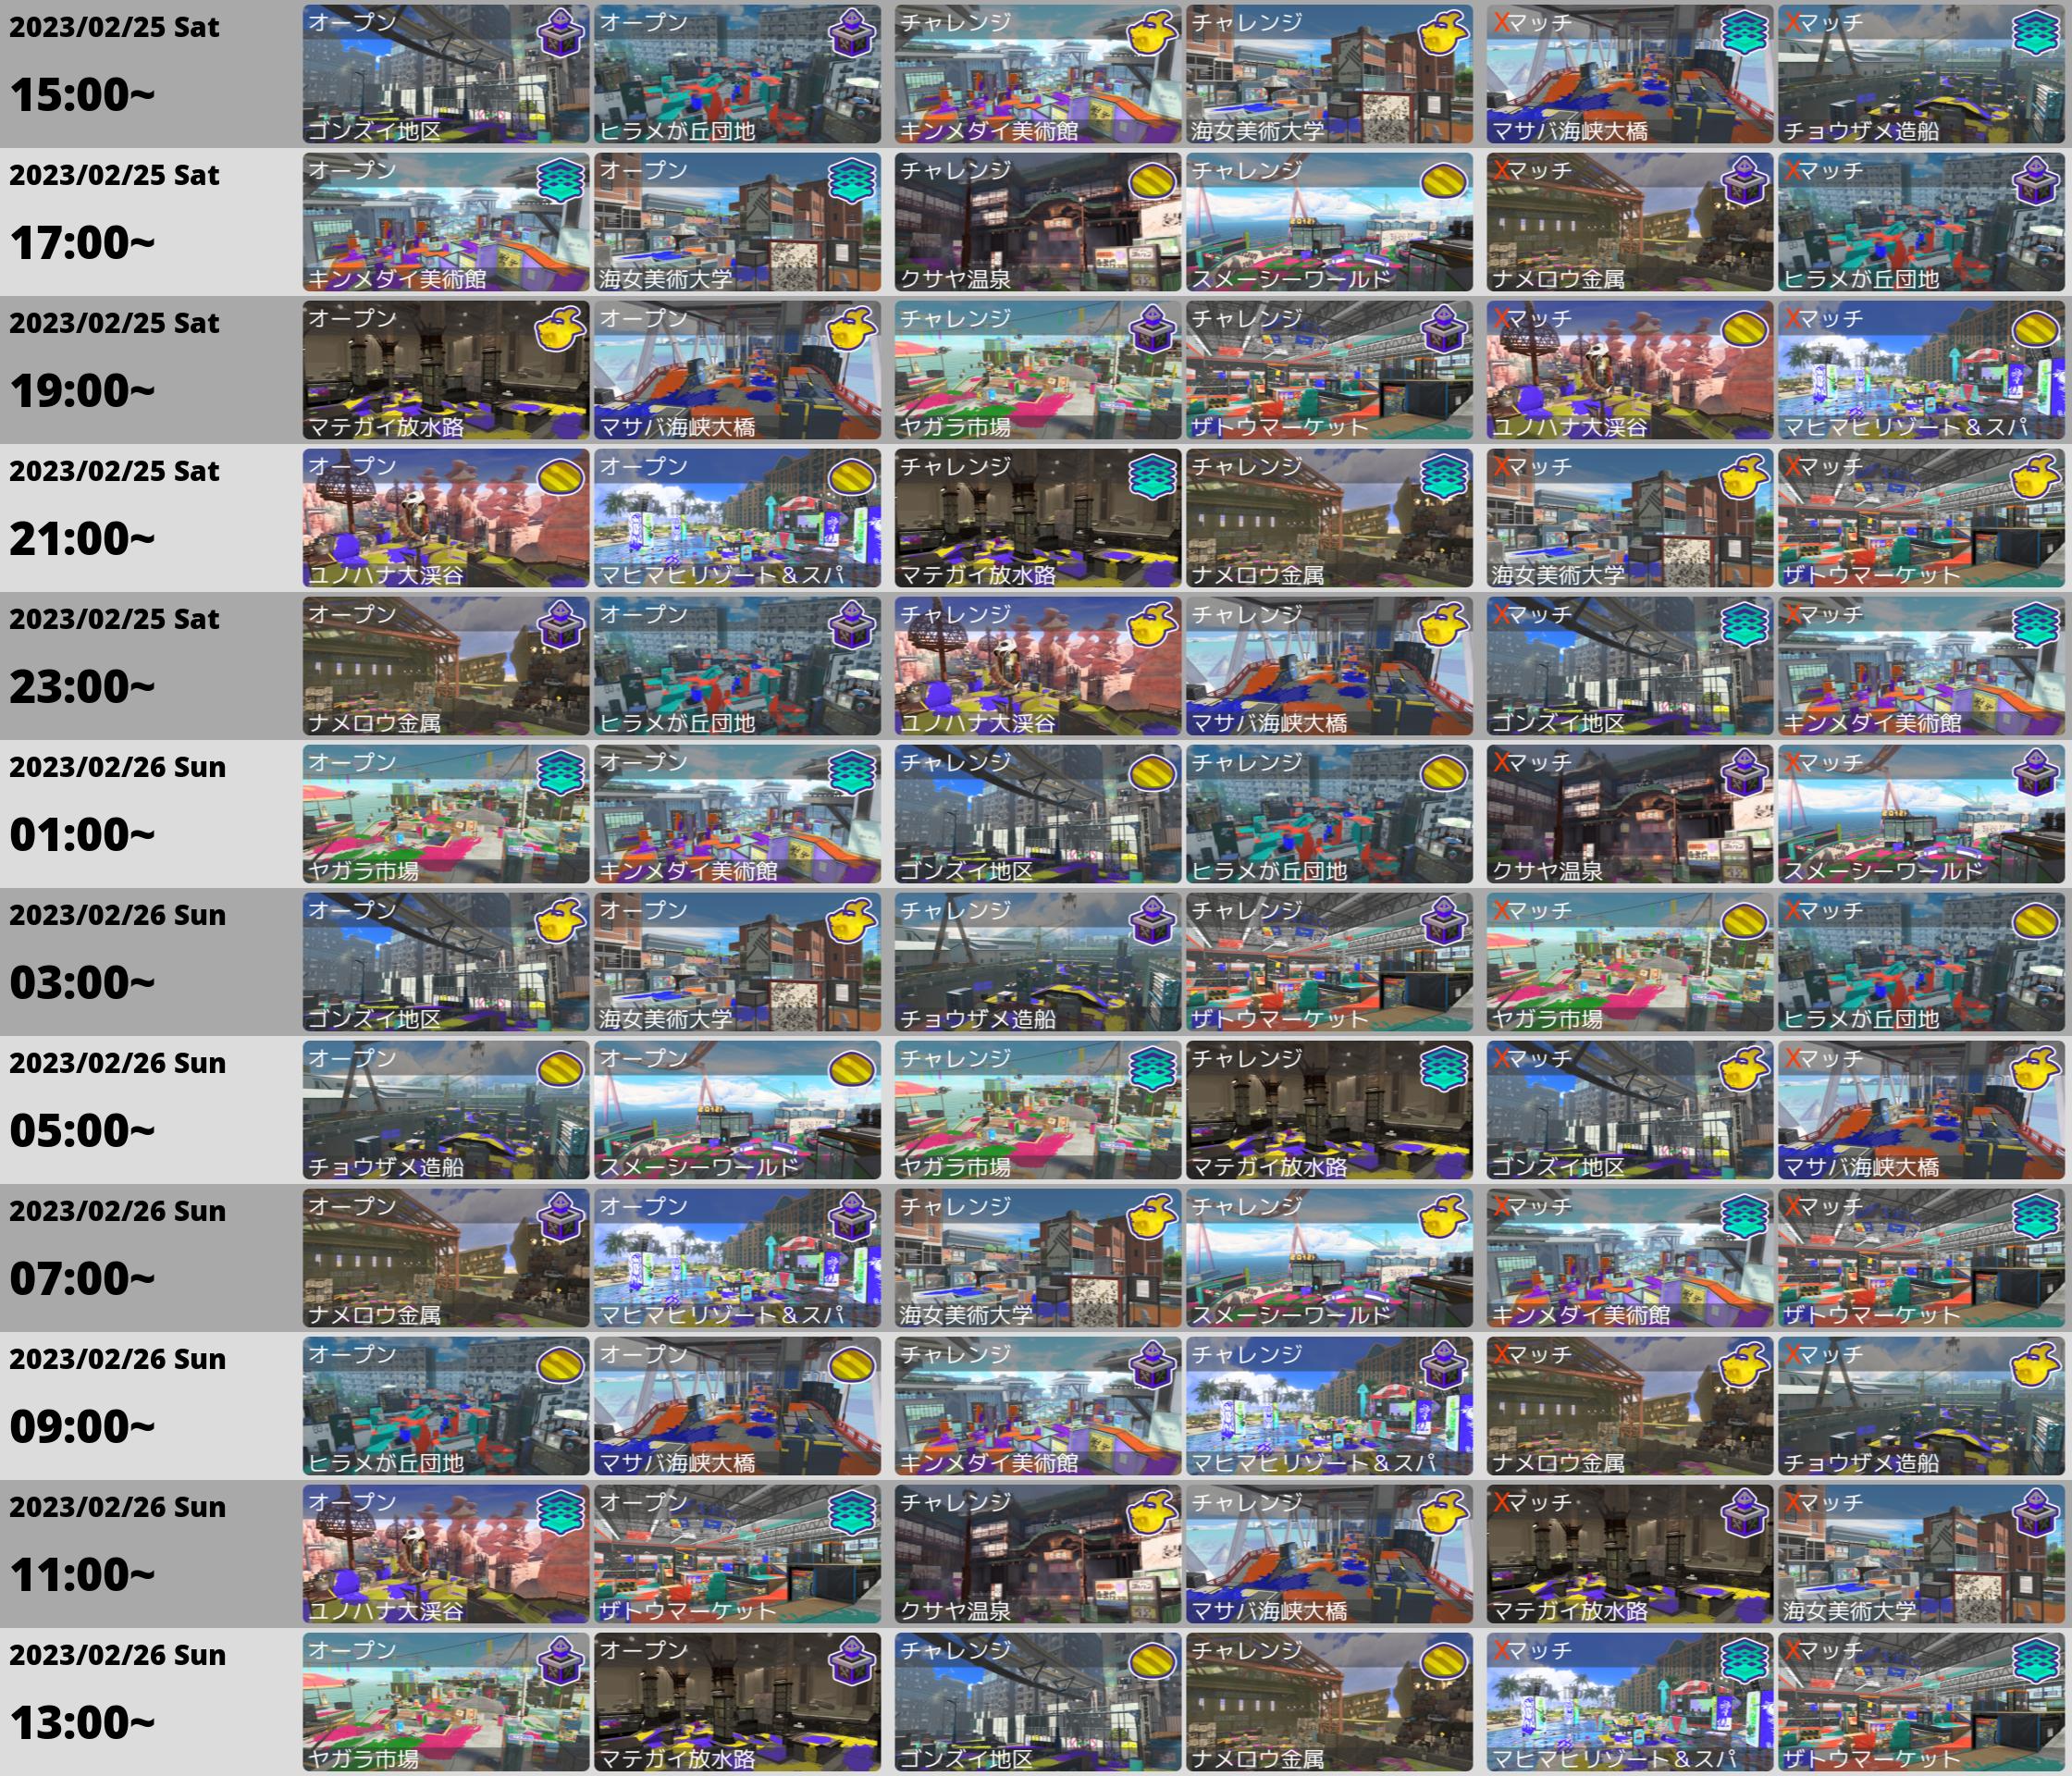 2023/02/25 Sat
15:00~
オープン オープン チャレンジ チャレンジ Xマッチ Xマッチ
ゴンズイ地区 ヒラメが丘団地 キンメダイ美術館 海女美術大学 マサバ海峡大橋 チョウザメ造船
2023/02/25 Sat
17:00~
オープン オープン チャレンジ チャレンジ Xマッチ Xマッチ
キンメダイ美術館 海女美術大学 クサヤ温泉 スメーシーワールド ナメロウ金属 ヒラメが丘団地
2023/02/25 Sat
19:00~
オープン オープン チャレンジ チャレンジ Xマッチ Xマッチ
マテガイ放水路 マサバ海峡大橋 ヤガラ市場 ザトウマーケット ユノハナ大渓谷 マヒマヒリゾート＆スパ
2023/02/25 Sat
21:00~
オープン オープン チャレンジ チャレンジ Xマッチ Xマッチ
ユノハナ大渓谷 マヒマヒリゾート＆スパ マテガイ放水路 ナメロウ金属 海女美術大学 ザトウマーケット
2023/02/25 Sat
23:00~
オープン オープン チャレンジ チャレンジ Xマッチ Xマッチ
ナメロウ金属 ヒラメが丘団地 ユノハナ大渓谷 マサバ海峡大橋 ゴンズイ地区 キンメダイ美術館
2023/02/26 Sun
01:00~
オープン オープン チャレンジ チャレンジ Xマッチ Xマッチ
ヤガラ市場 キンメダイ美術館 ゴンズイ地区 ヒラメが丘団地 クサヤ温泉 スメーシーワールド
2023/02/26 Sun
03:00~
オープン オープン チャレンジ チャレンジ Xマッチ Xマッチ
ゴンズイ地区 海女美術大学 チョウザメ造船 ザトウマーケット ヤガラ市場 ヒラメが丘団地
2023/02/26 Sun
05:00~
オープン オープン チャレンジ チャレンジ Xマッチ Xマッチ
チョウザメ造船 スメーシーワールド ヤガラ市場 マテガイ放水路 ゴンズイ地区 マサバ海峡大橋
2023/02/26 Sun
07:00~
オープン オープン チャレンジ チャレンジ Xマッチ Xマッチ
ナメロウ金属 マヒマヒリゾート＆スパ 海女美術大学 スメーシーワールド キンメダイ美術館 ザトウマーケット
2023/02/26 Sun
09:00~
オープン オープン チャレンジ チャレンジ Xマッチ Xマッチ
ヒラメが丘団地 マサバ海峡大橋 キンメダイ美術館 マヒマヒリゾート＆スパ ナメロウ金属 チョウザメ造船
2023/02/26 Sun
11:00~
オープン オープン チャレンジ チャレンジ Xマッチ Xマッチ
ユノハナ大渓谷 ザトウマーケット クサヤ温泉 マサバ海峡大橋 マテガイ放水路 海女美術大学
2023/02/26 Sun
13:00~
オープン オープン チャレンジ チャレンジ Xマッチ Xマッチ
ヤガラ市場 マテガイ放水路 ゴンズイ地区 ナメロウ金属 マヒマヒリゾート＆スパ ザトウマーケット